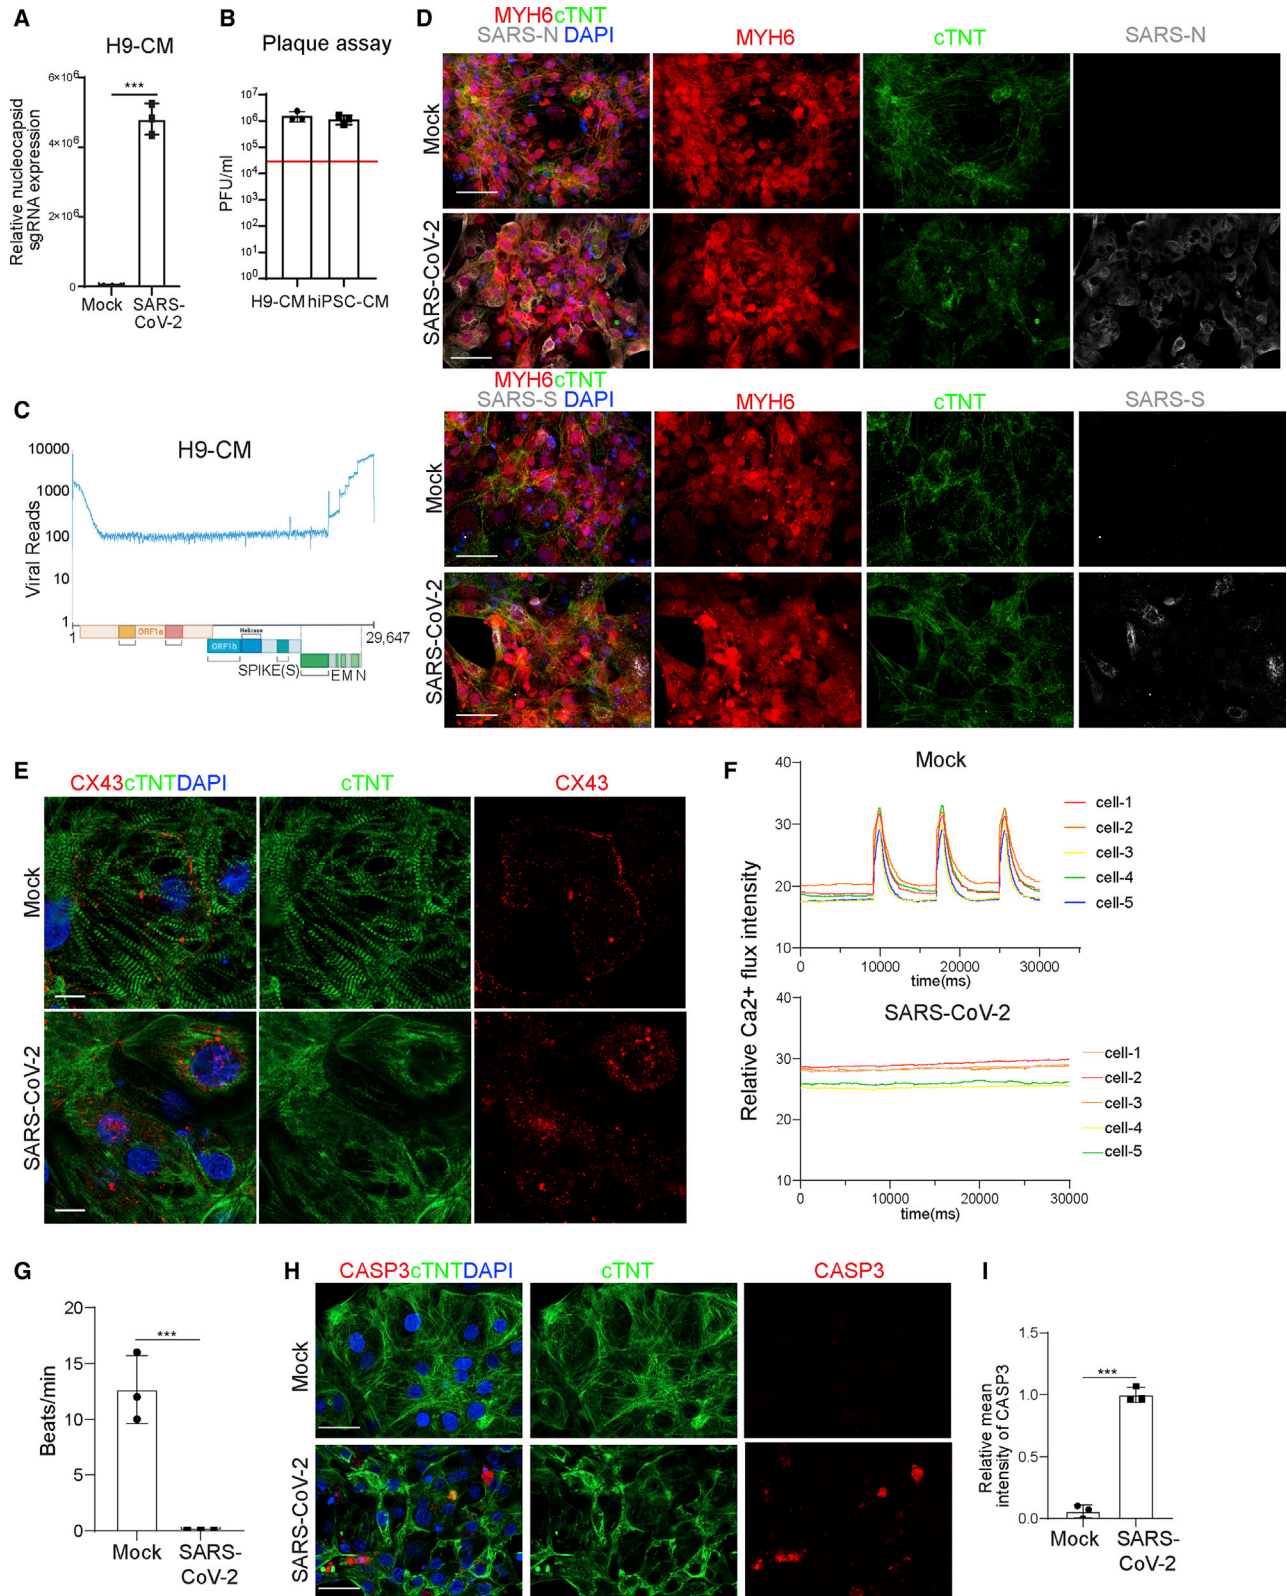 A
H9-CM
Relative nucleocapsid
sgRNA expression
6×10⁶
4×10⁶
2×10⁶
0
***
Mock
SARS-
CoV-2
B
Plaque assay
PFU/ml
10⁷
10⁶
10⁵
10⁴
10³
10²
10¹
10⁰
H9-CM hiPSC-CM
C
H9-CM
Viral Reads
10000
1000
100
10
1
1
29,647
ORF1a
Helicase
ORF1b
SPIKE(S)
E M N
D
MYH6cTNT
SARS-N DAPI
MYH6
cTNT
SARS-N
Mock
SARS-CoV-2
MYH6cTNT
SARS-S DAPI
MYH6
cTNT
SARS-S
Mock
SARS-CoV-2
E
CX43cTNTDAPI
cTNT
CX43
Mock
SARS-CoV-2
F
Relative Ca2+ flux intensity
Mock
40
30
20
10
0
10000
20000
30000
time(ms)
cell-1
cell-2
cell-3
cell-4
cell-5
SARS-CoV-2
40
30
20
10
0
10000
20000
30000
time(ms)
cell-1
cell-2
cell-3
cell-4
cell-5
G
Beats/min
20
15
10
5
0
***
Mock
SARS-
CoV-2
H
CASP3cTNTDAPI
cTNT
CASP3
Mock
SARS-CoV-2
I
Relative mean
intensity of CASP3
1.5
1.0
0.5
0.0
***
Mock
SARS-
CoV-2